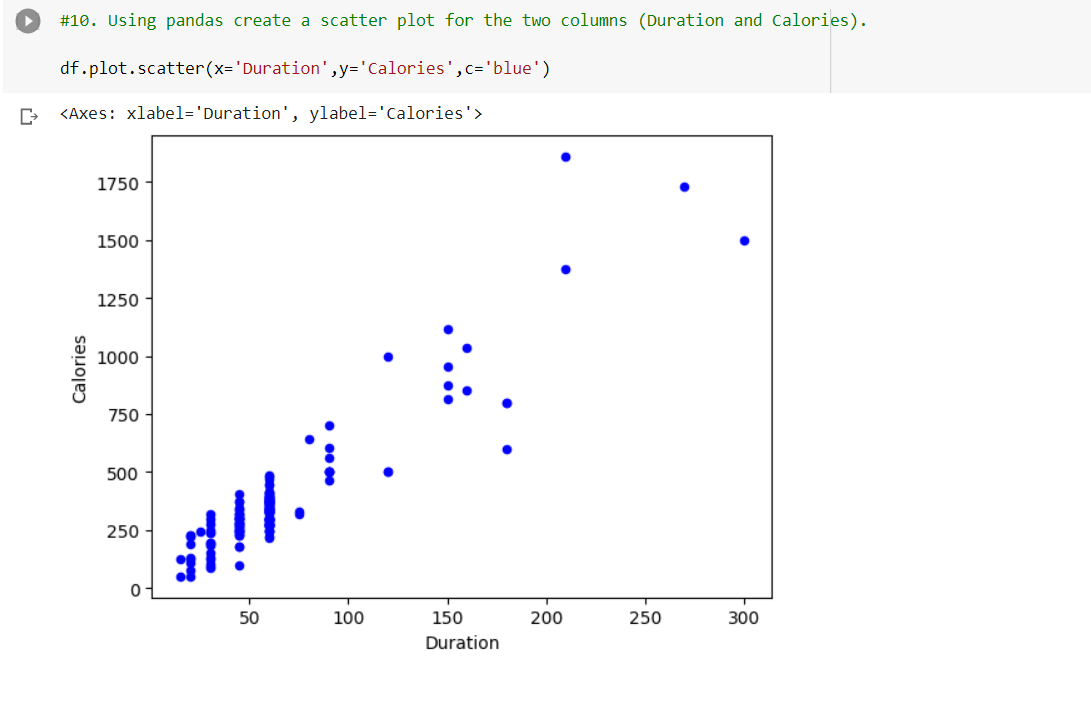 #10. Using pandas create a scatter plot for the two columns (Duration and Calories).
df.plot.scatter(x='Duration',y='Calories',c='blue')
<Axes: xlabel='Duration', ylabel='Calories'>
1750
1500
1250
1000
750
500
250
0
Calories
50 100 150 200 250 300
Duration